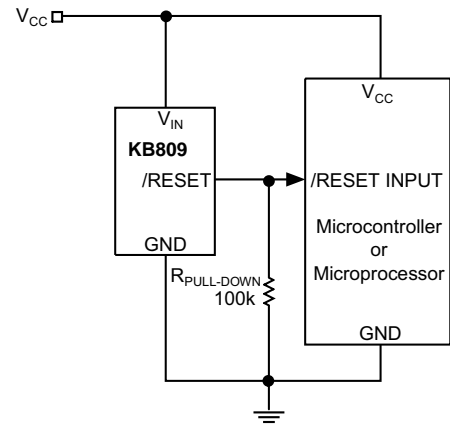 VCC
VIN
KB809
/RESET
GND
RPULL-DOWN
100k
VCC
/RESET INPUT
Microcontroller
or
Microprocessor
GND